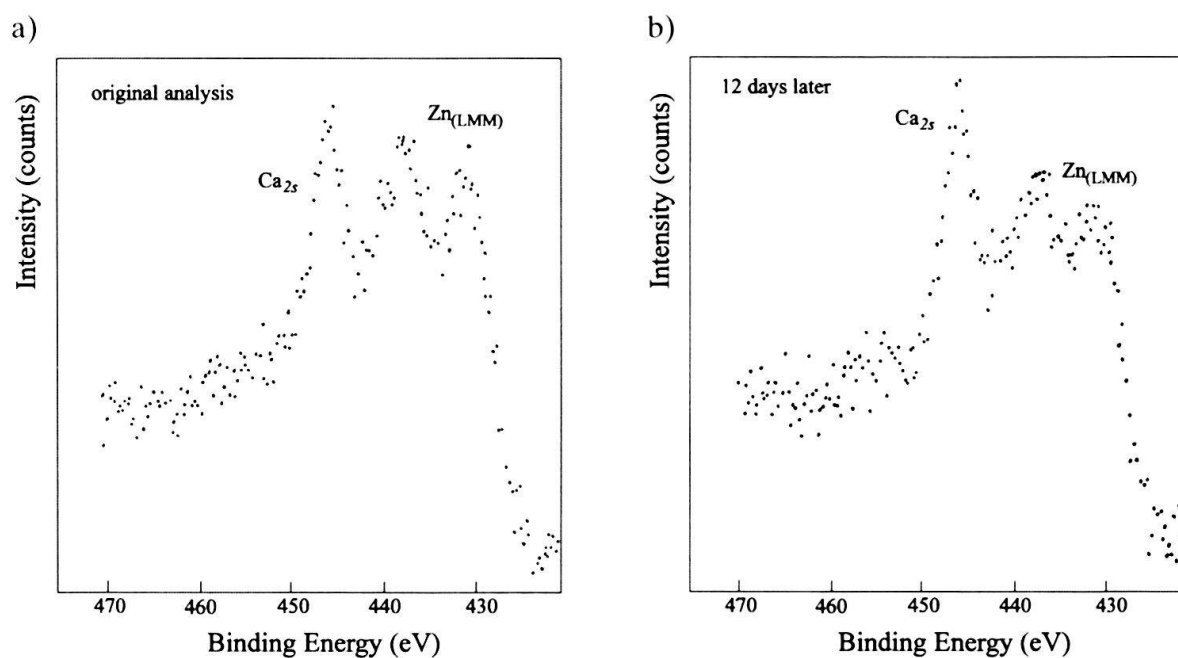 a)
original analysis
Zn(LMM)
Ca2s
Intensity (counts)
470 460 450 440 430
Binding Energy (eV)
b)
12 days later
Ca2s
Zn(LMM)
Intensity (counts)
470 460 450 440 430
Binding Energy (eV)